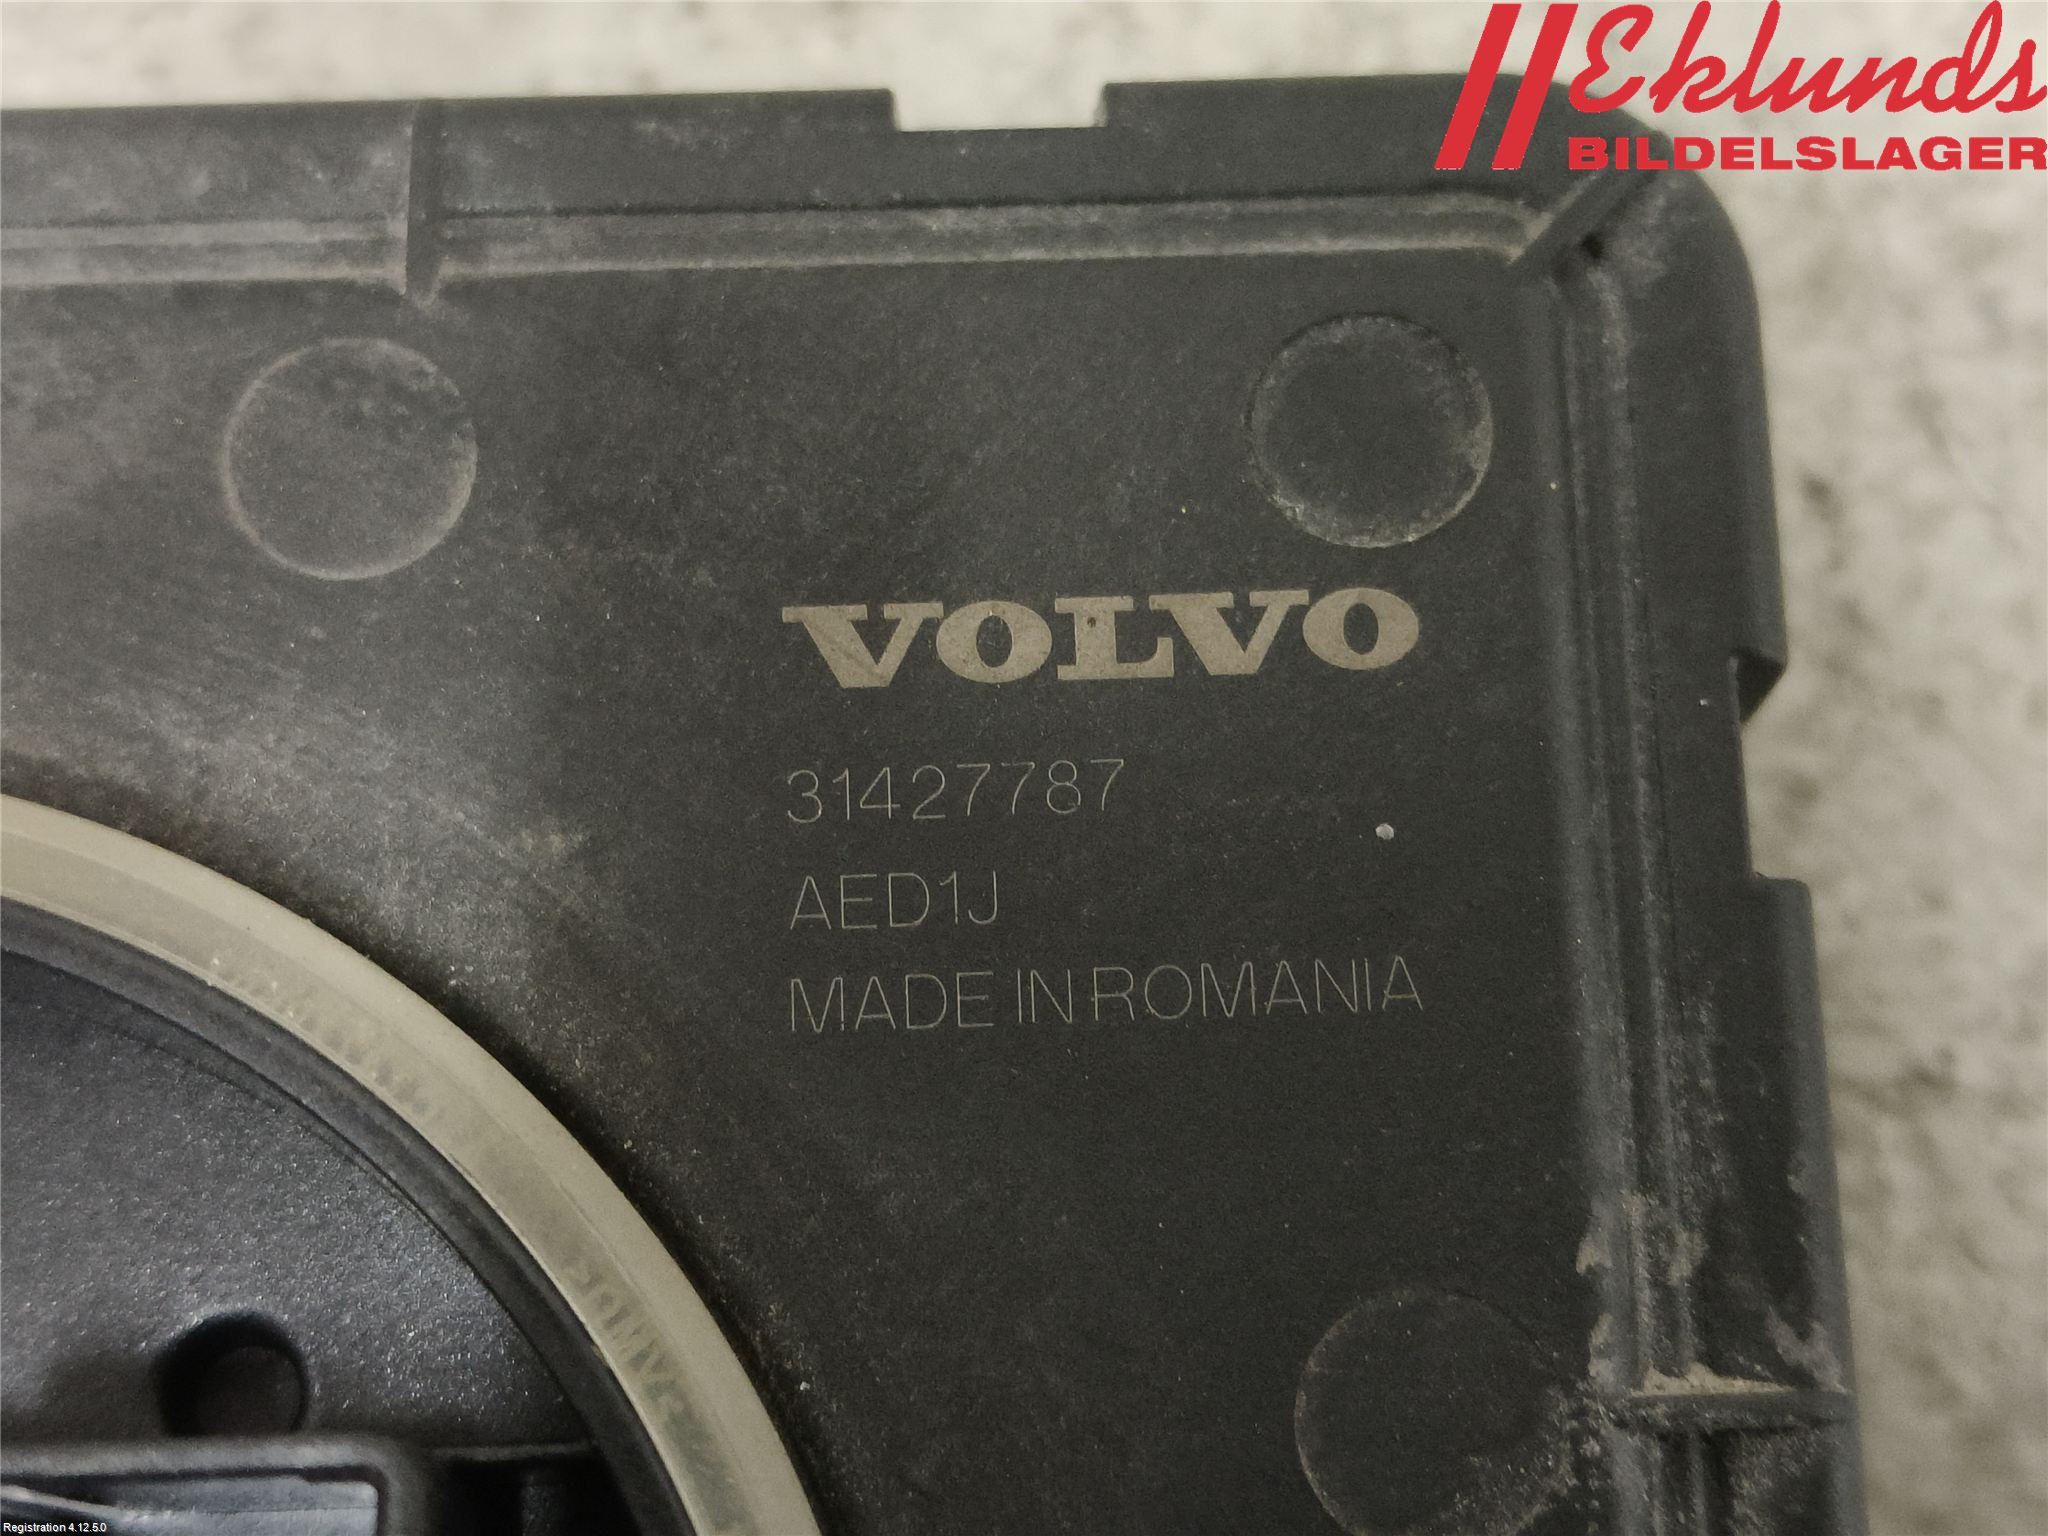 Eklunds
BILDELSLAGER
VOLVO
31427787
AED1J
MADE IN ROMANIA
Registration 4.12.5.0